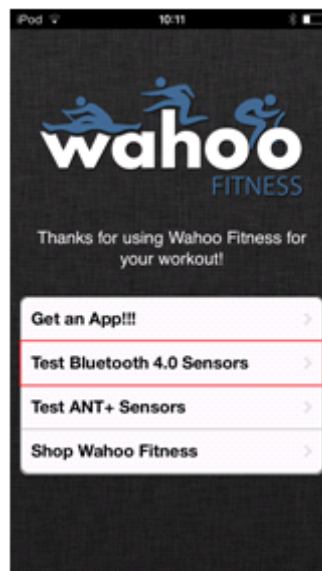 iPod 10:11
wahoo
FITNESS
Thanks for using Wahoo Fitness for
your workout!
Get an App!!!
Test Bluetooth 4.0 Sensors
Test ANT+ Sensors
Shop Wahoo Fitness